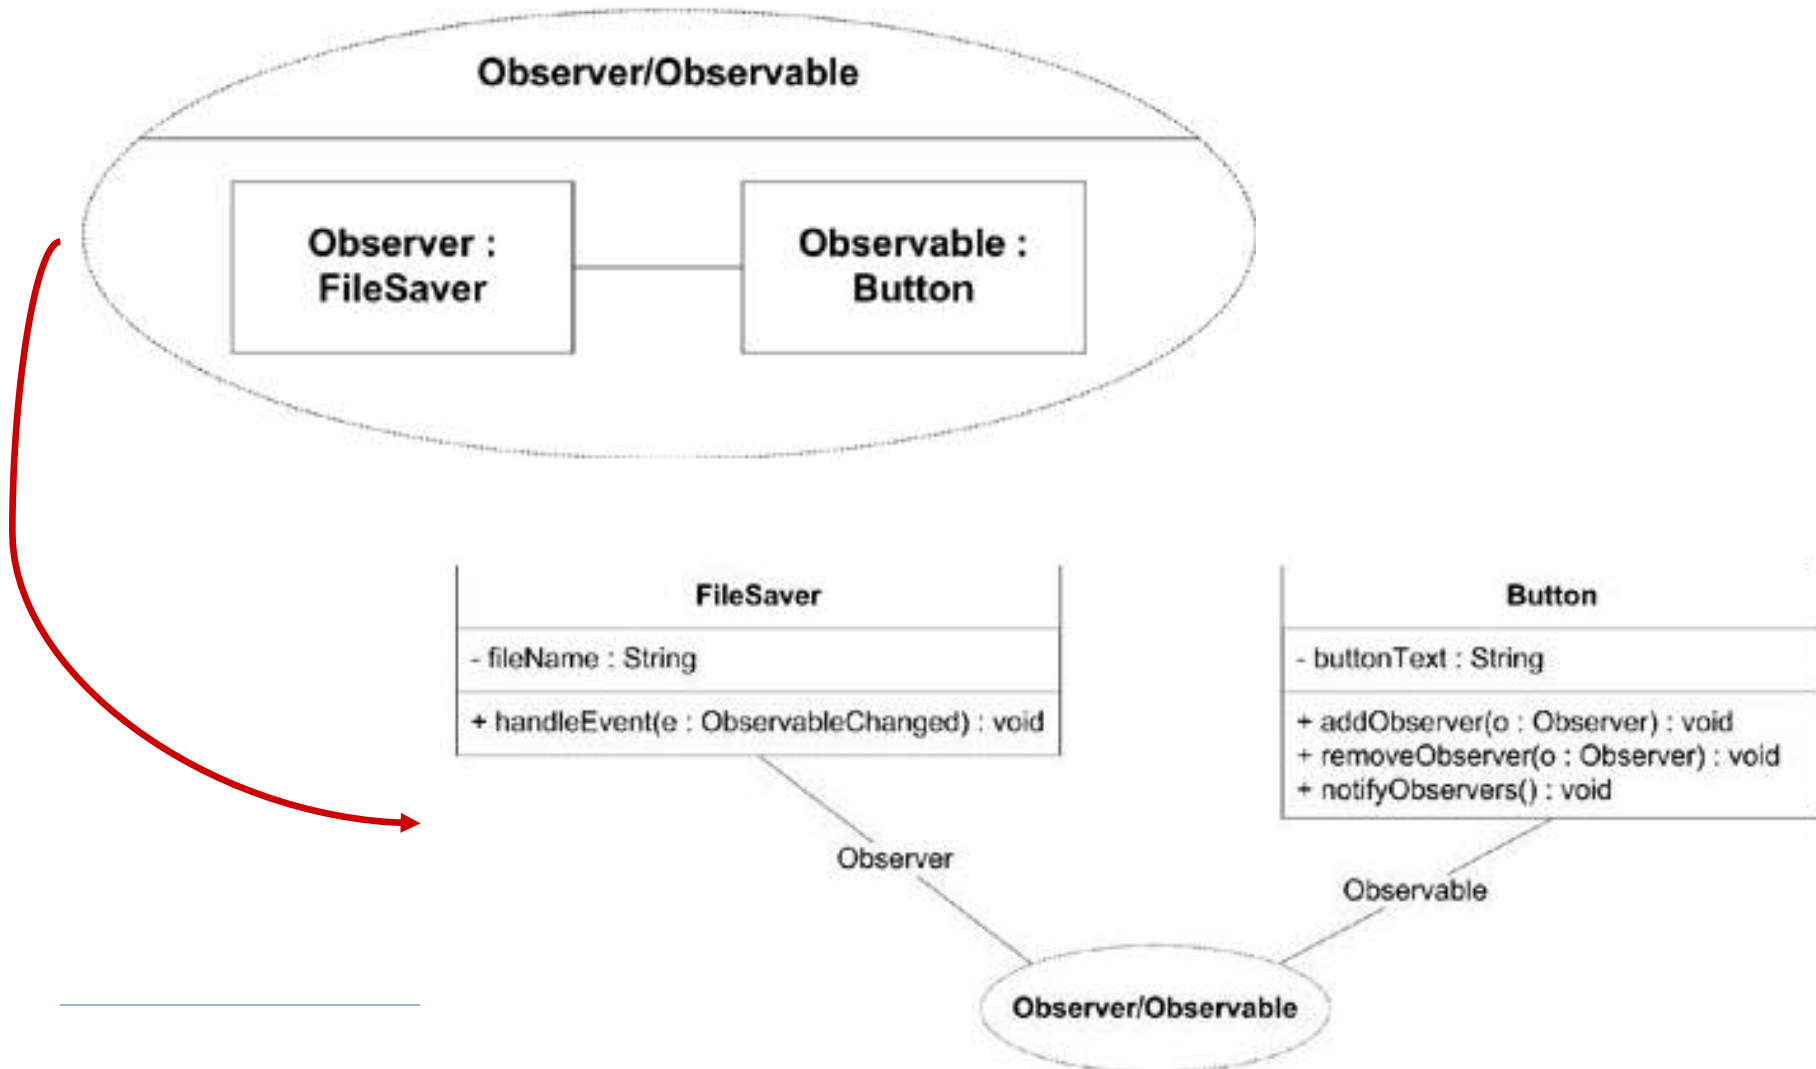 Observer/Observable
Observer :
FileSaver
Observable :
Button
FileSaver
- fileName : String
+ handleEvent(e : ObservableChanged) : void
Button
- buttonText : String
+ addObserver(o : Observer) : void
+ removeObserver(o : Observer) : void
+ notifyObservers() : void
Observer
Observable
Observer/Observable